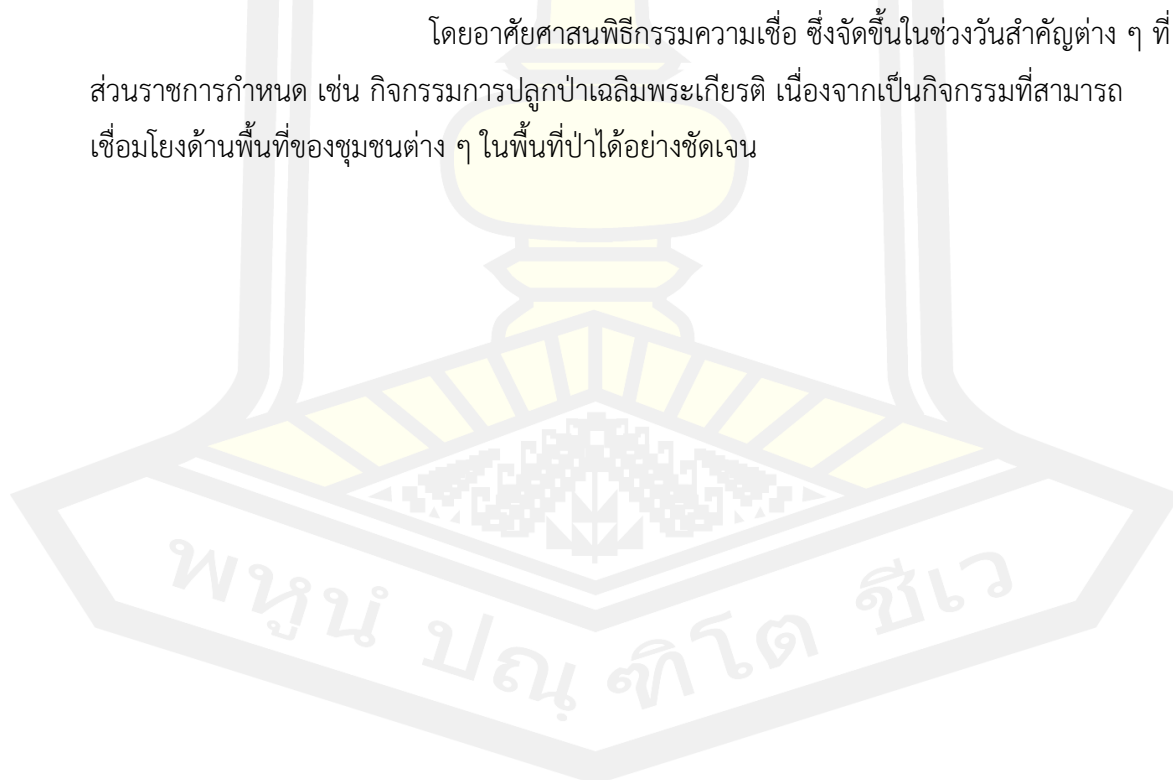 โดยอาศัยศาสนพิธีกรรมความเชื่อ ซึ่งจัดขึ้นในช่วงวันสำคัญต่าง ๆ ที่
ส่วนราชการกำหนด เช่น กิจกรรมการปลูกป่าเฉลิมพระเกียรติ เนื่องจากเป็นกิจกรรมที่สามารถ
เชื่อมโยงด้านพื้นที่ของชุมชนต่าง ๆ ในพื้นที่ป่าได้อย่างชัดเจน
พหูนํ ปณฺฑิโต ชีเว